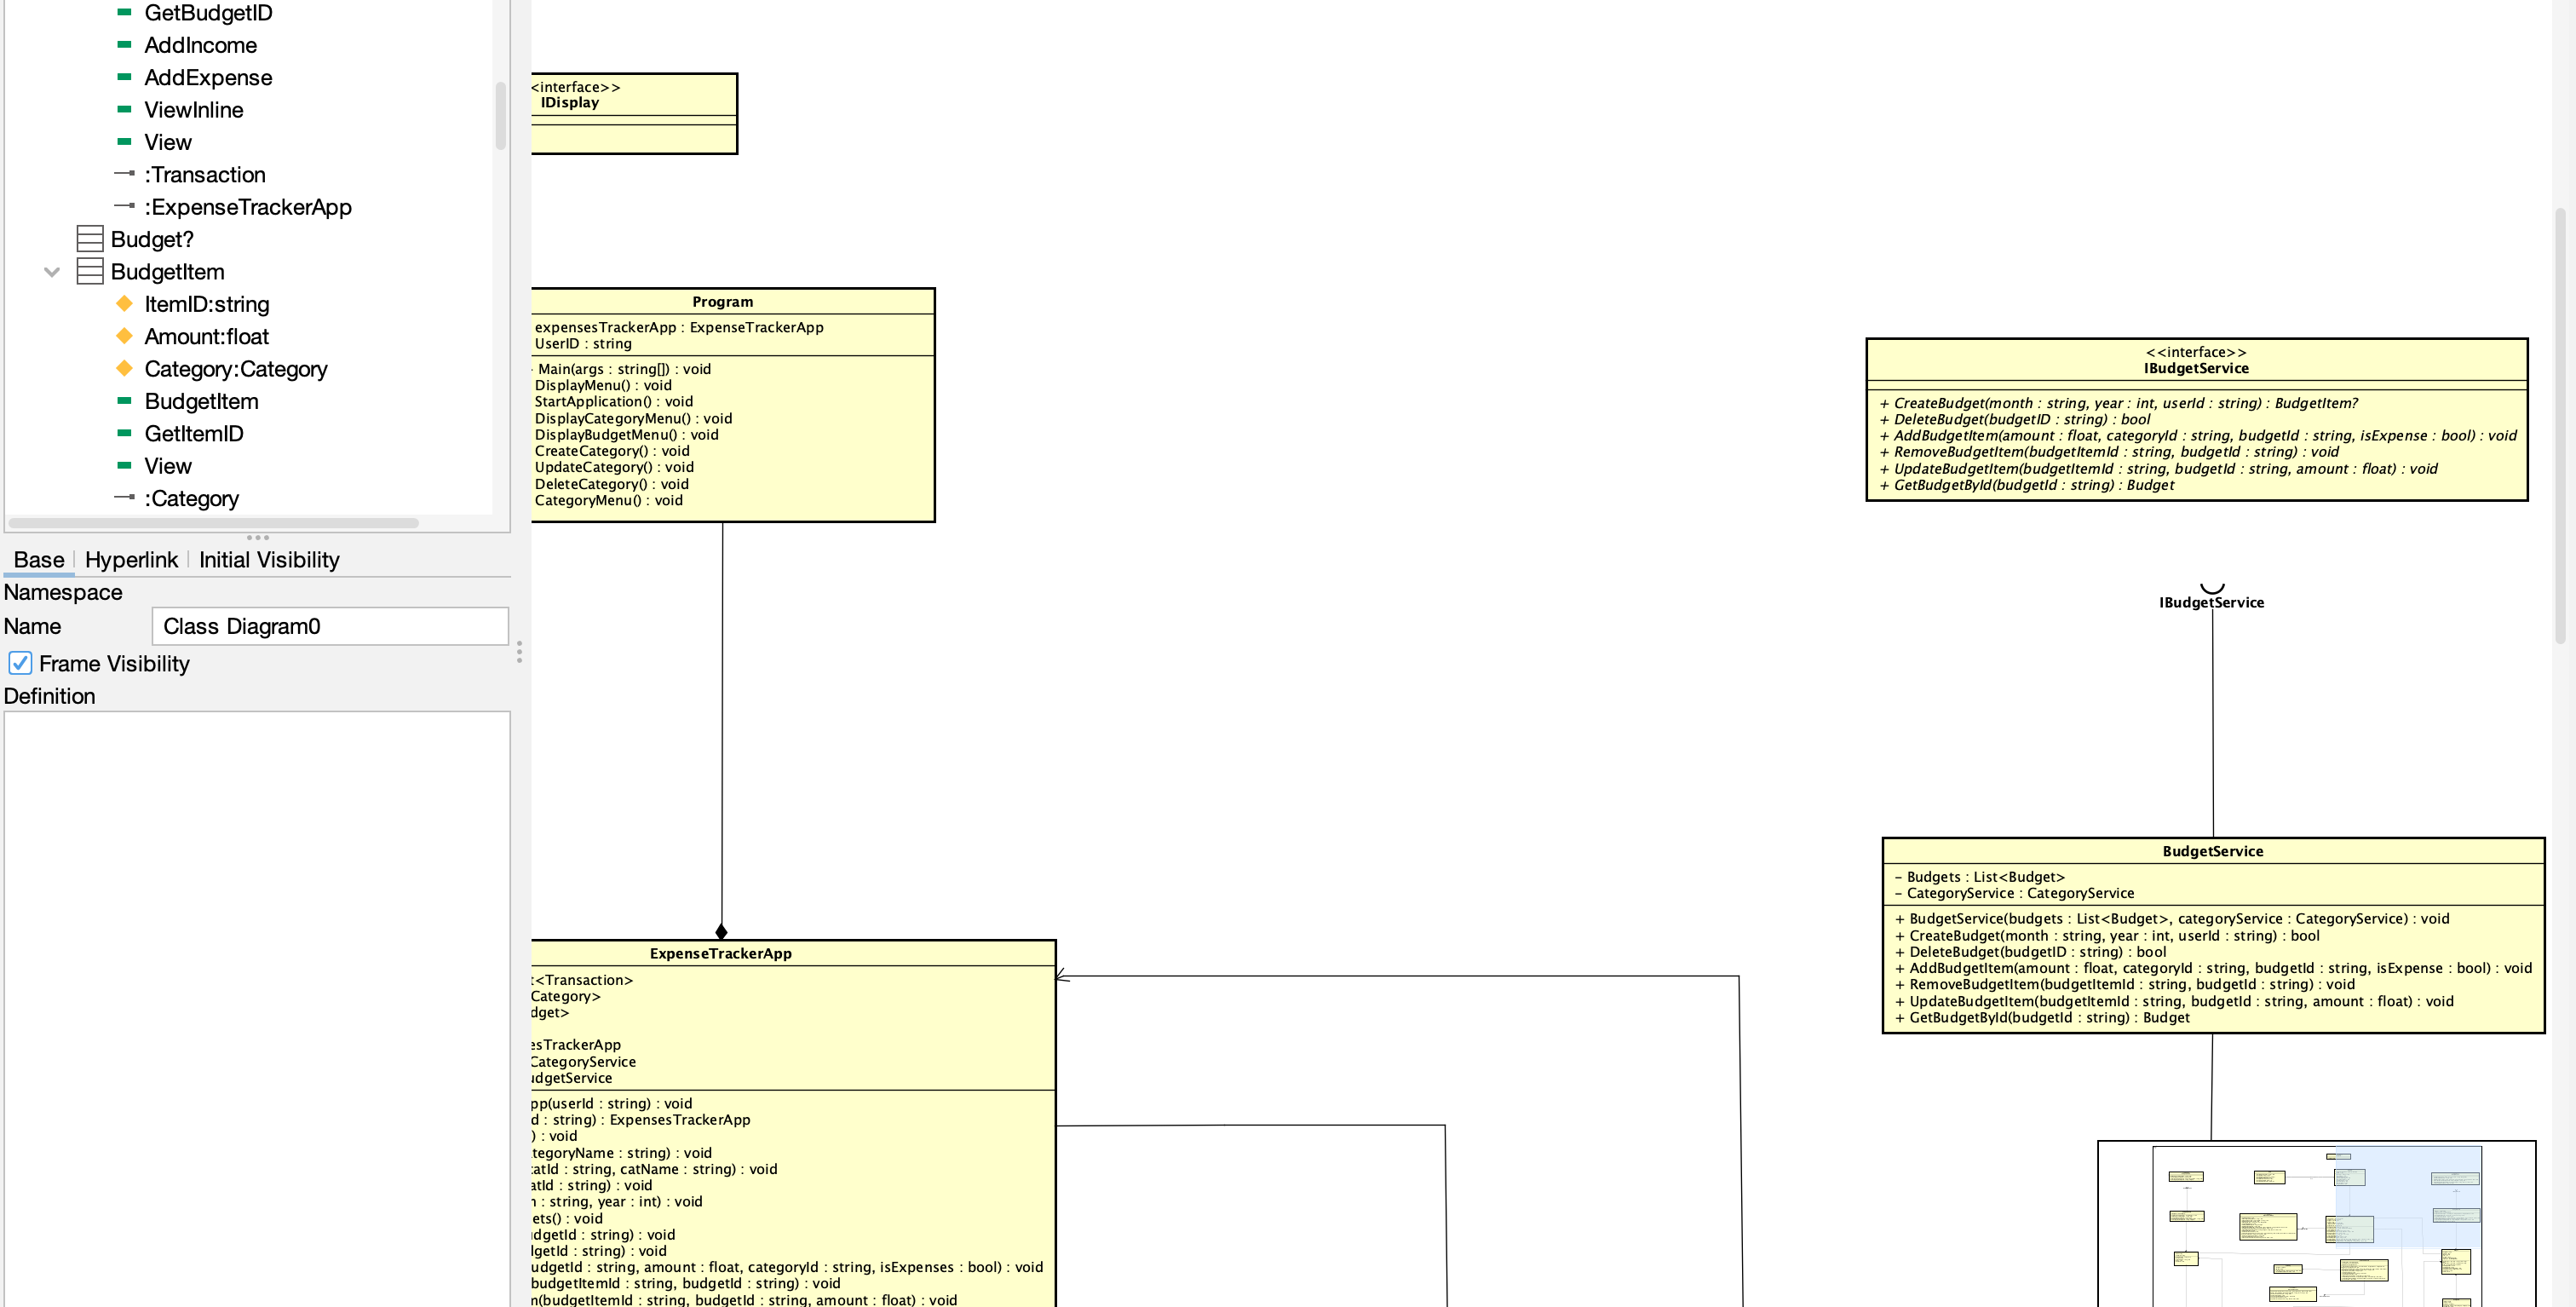 GetBudgetID
AddIncome
AddExpense
ViewInline
View
:Transaction
:ExpenseTrackerApp
Budget?
BudgetItem
ItemID:string
Amount:float
Category:Category
BudgetItem
GetItemID
View
:Category
Base
Hyperlink
Initial Visibility
Namespace
Name
Class Diagram0
Frame Visibility
Definition
<interface>>
IDisplay
Program
expensesTrackerApp : ExpenseTrackerApp
UserID : string
Main(args : string[]) : void
DisplayMenu() : void
StartApplication() : void
DisplayCategoryMenu() : void
DisplayBudgetMenu() : void
CreateCategory() : void
UpdateCategory() : void
DeleteCategory() : void
CategoryMenu() : void
<<interface>>
IBudgetService
+ CreateBudget(month : string, year : int, userId : string) : BudgetItem?
+ DeleteBudget(budgetID : string) : bool
+ AddBudgetItem(amount : float, categoryId : string, budgetId : string, isExpense : bool) : void
+ RemoveBudgetItem(budgetItemId : string, budgetId : string) : void
+ UpdateBudgetItem(budgetItemId : string, budgetId : string, amount : float) : void
+ GetBudgetById(budgetId : string) : Budget
IBudgetService
BudgetService
- Budgets : List<Budget>
- CategoryService : CategoryService
+ BudgetService(budgets : List<Budget>, categoryService : CategoryService) : void
+ CreateBudget(month : string, year : int, userId : string) : bool
+ DeleteBudget(budgetID : string) : bool
+ AddBudgetItem(amount : float, categoryId : string, budgetId : string, isExpense : bool) : void
+ RemoveBudgetItem(budgetItemId : string, budgetId : string) : void
+ UpdateBudgetItem(budgetItemId : string, budgetId : string, amount : float) : void
+ GetBudgetById(budgetId : string) : Budget
ExpenseTrackerApp
t<Transaction>
Category>
dget>
esTrackerApp
CategoryService
udgetService
pp(userId : string) : void
d : string) : ExpensesTrackerApp
) : void
tegoryName : string) : void
catId : string, catName : string) : void
atId : string) : void
h : string, year : int) : void
ets() : void
udgetId : string) : void
lgetId : string) : void
udgetId : string, amount : float, categoryId : string, isExpenses : bool) : void
(budgetItemId : string, budgetId : string) : void
m(budgetItemId : string, budgetId : string, amount : float) : void